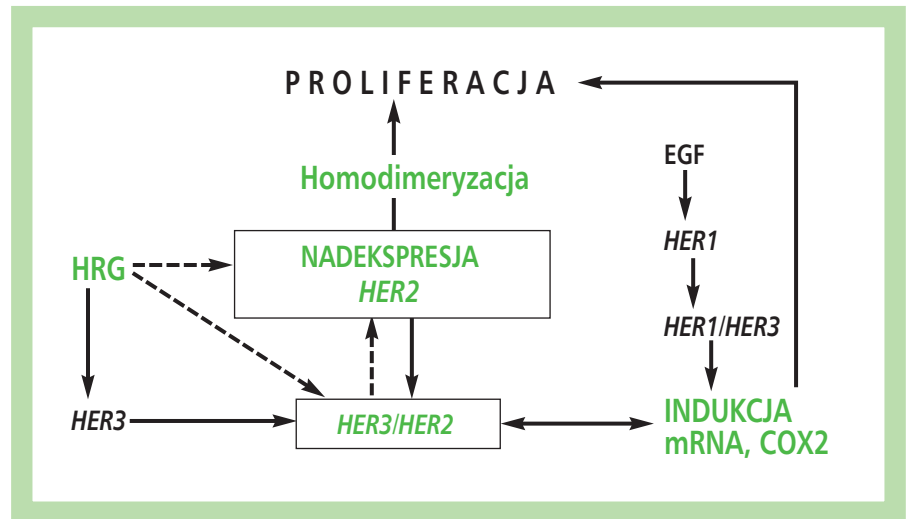 PROLIFERACJA
EGF
Homodimeryzacja
HER1
NADEKSPRESJA
HER2
HRG
HER1/HER3
HER3
HER3/HER2
INDUKCJA
mRNA, COX2